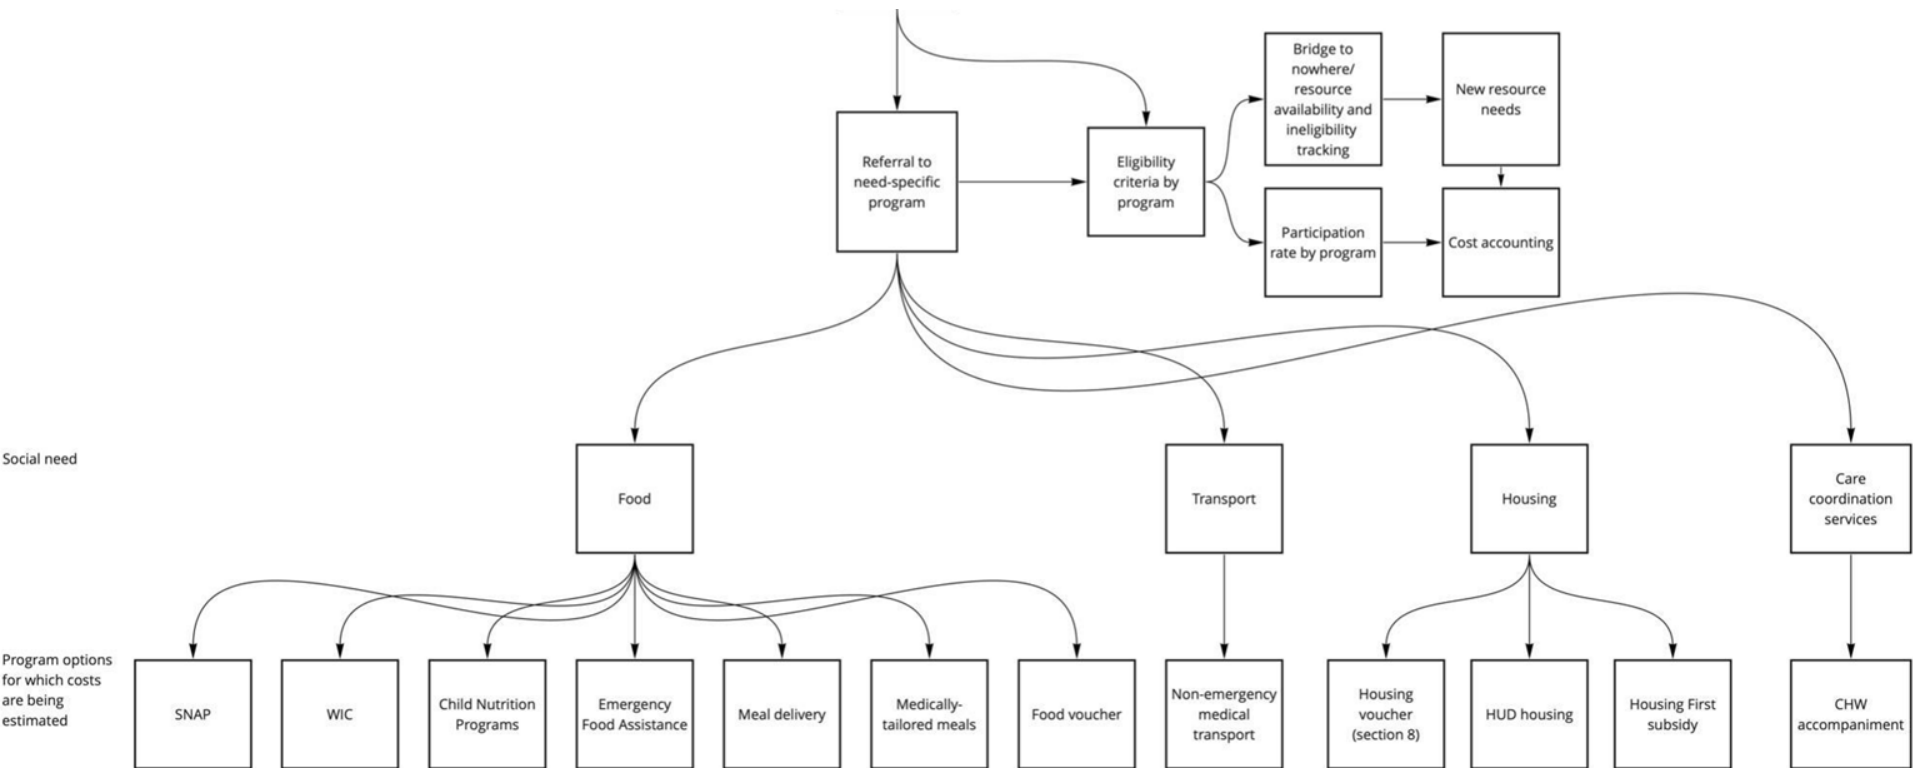 Bridge to
nowhere/
resource
availability and
ineligibility
tracking
New resource
needs
Referral to
need-specific
program
Eligibility
criteria by
program
Participation
rate by program
Cost accounting
Social need
Food
Transport
Housing
Care
coordination
services
Program options
for which costs
are being
estimated
SNAP
WIC
Child Nutrition
Programs
Emergency
Food Assistance
Meal delivery
Medically-
tailored meals
Food voucher
Non-emergency
medical
transport
Housing
voucher
(section 8)
HUD housing
Housing First
subsidy
CHW
accompaniment